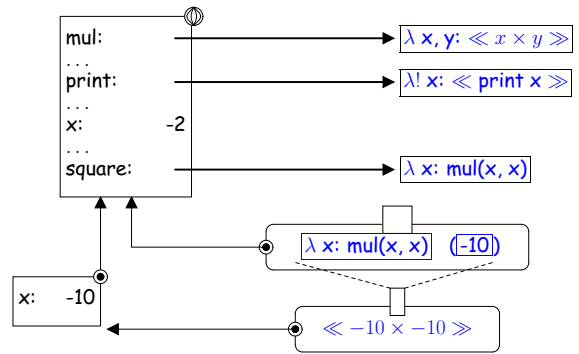 mul: λ x, y: ≪ x × y ≫
. . .
print: λ! x: ≪ print x ≫
. . .
x: -2
. . .
square: λ x: mul(x, x)
λ x: mul(x, x) (-10)
x: -10
≪ −10 × −10 ≫